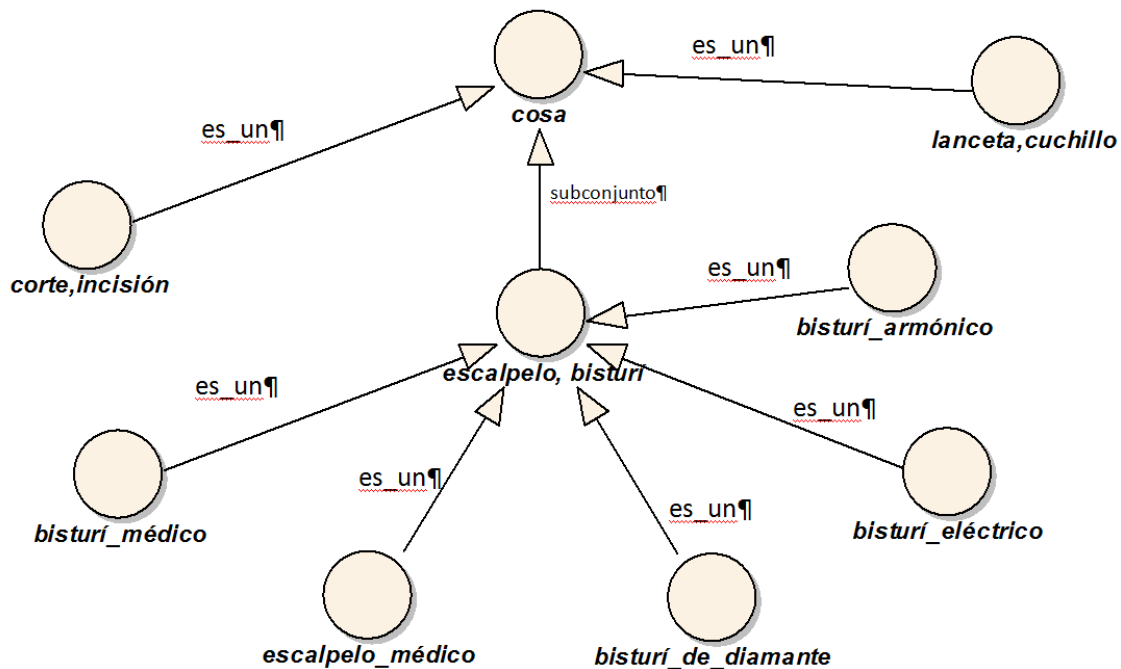 es_un¶
cosa
es_un¶
lanceta,cuchillo
subconjunto¶
corte,incisión
es_un¶
bisturí_armónico
escalpelo, bisturí
es_un¶
es_un¶
bisturí_médico
es_un¶
bisturí_eléctrico
es_un¶
escalpelo_médico
bisturí_de_diamante